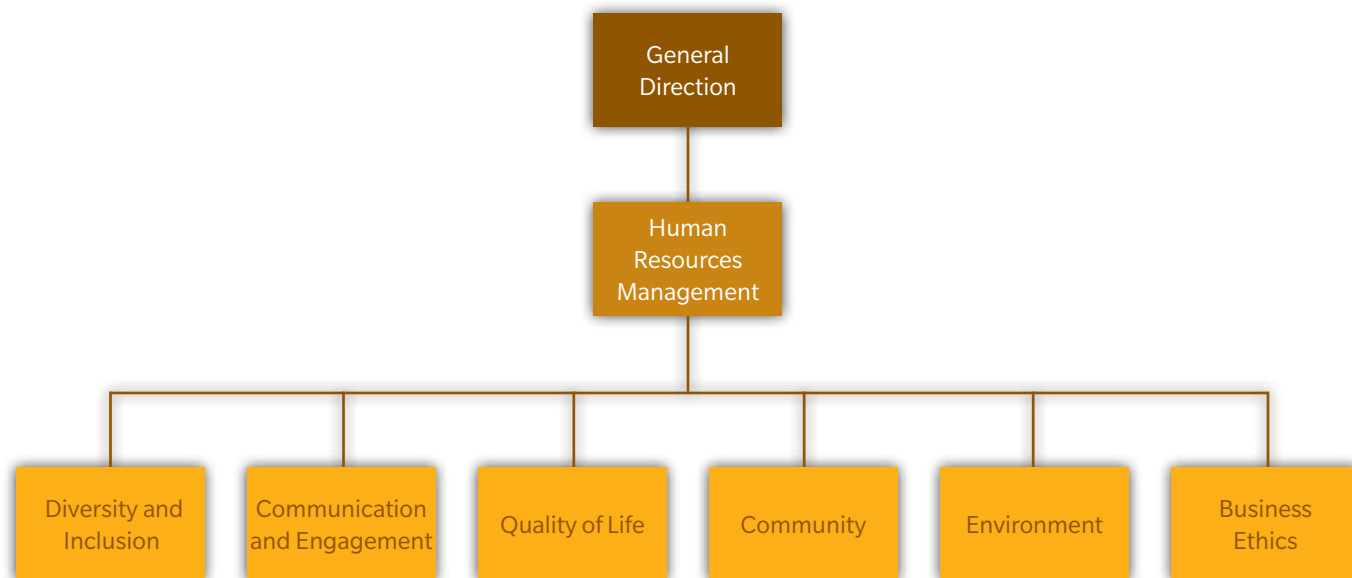 General
Direction
Human
Resources
Management
Diversity and
Inclusion
Communication
and Engagement
Quality of Life
Community
Environment
Business
Ethics